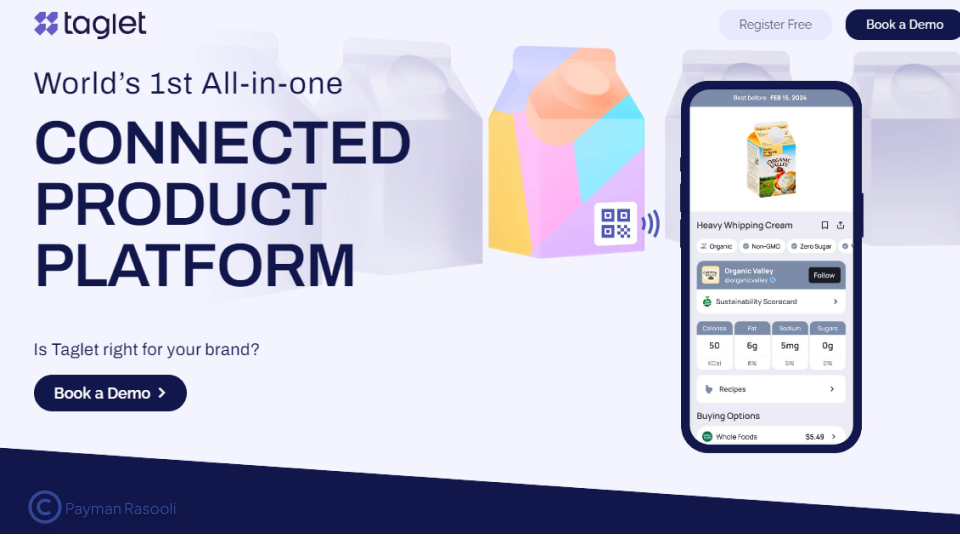 taglet
Register Free
Book a Demo
World's 1st All-in-one
CONNECTED
PRODUCT
PLATFORM
Is Taglet right for your brand?
Book a Demo
Best before FEB 15, 2024
ORGANIC
VALLEY
Heavy Whipping Cream
Organic Non-GMO Zero Sugar
Organic Valley
@organicvalley
Follow
Sustainability Scorecard
Calories Fat Sodium Sugars
50 6g 5mg 0g
KCal 8% 5% 2%
Recipes
Buying Options
Whole Foods $5.49
© Payman Rasooli